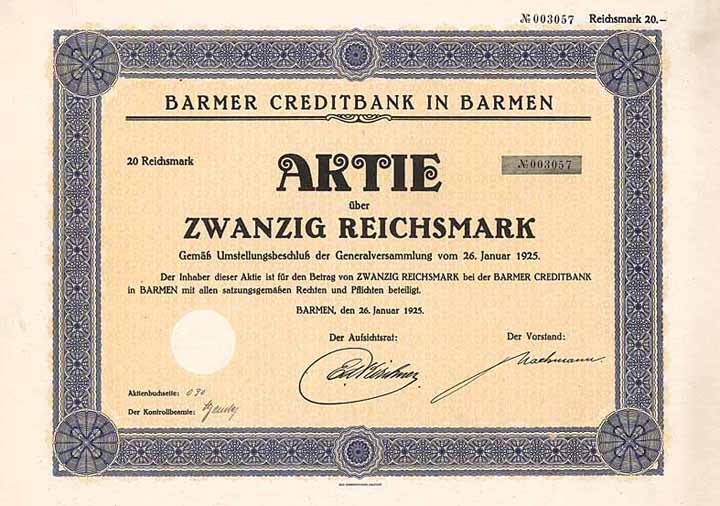 № 003057 Reichsmark 20.–
BARMER CREDITBANK IN BARMEN
20 Reichsmark
AKTIE
№ 003057
über
ZWANZIG REICHSMARK
Gemäß Umstellungsbeschluß der Generalversammlung vom 26. Januar 1925.
Der Inhaber dieser Aktie ist für den Betrag von ZWANZIG REICHSMARK bei der BARMER CREDITBANK
in BARMEN mit allen satzungsgemäßen Rechten und Pflichten beteiligt.
BARMEN, den 26. Januar 1925.
Der Aufsichtsrat: Der Vorstand:
Aktienbuchseite: 030
Der Kontrollbeamte: